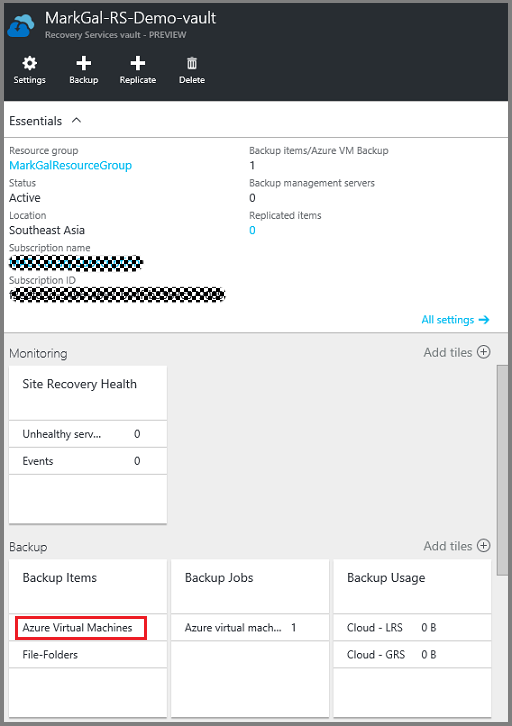 MarkGal-RS-Demo-vault
Recovery Services vault - PREVIEW
Settings Backup Replicate Delete
Essentials
Resource group Backup items/Azure VM Backup
MarkGalResourceGroup 1
Status Backup management servers
Active 0
Location Replicated items
Southeast Asia 0
Subscription name
Subscription ID
All settings
Monitoring Add tiles
Site Recovery Health
Unhealthy serv... 0
Events 0
Backup Add tiles
Backup Items Backup Jobs Backup Usage
Azure Virtual Machines Azure virtual mach... 1 Cloud - LRS 0 B
File-Folders Cloud - GRS 0 B